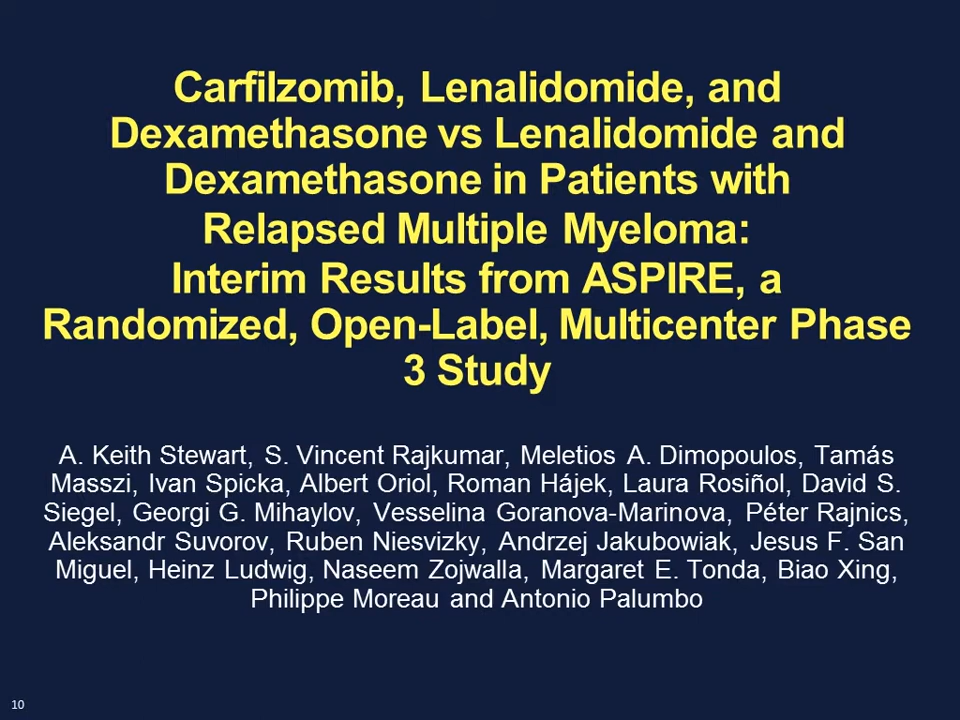 Carfilzomib, Lenalidomide, and
Dexamethasone vs Lenalidomide and
Dexamethasone in Patients with
Relapsed Multiple Myeloma:
Interim Results from ASPIRE, a
Randomized, Open-Label, Multicenter Phase
3 Study
A. Keith Stewart, S. Vincent Rajkumar, Meletios A. Dimopoulos, Tamás
Masszi, Ivan Spicka, Albert Oriol, Roman Hájek, Laura Rosiñol, David S.
Siegel, Georgi G. Mihaylov, Vesselina Goranova-Marinova, Péter Rajnics,
Aleksandr Suvorov, Ruben Niesvizky, Andrzej Jakubowiak, Jesus F. San
Miguel, Heinz Ludwig, Naseem Zojwalla, Margaret E. Tonda, Biao Xing,
Philippe Moreau and Antonio Palumbo
10